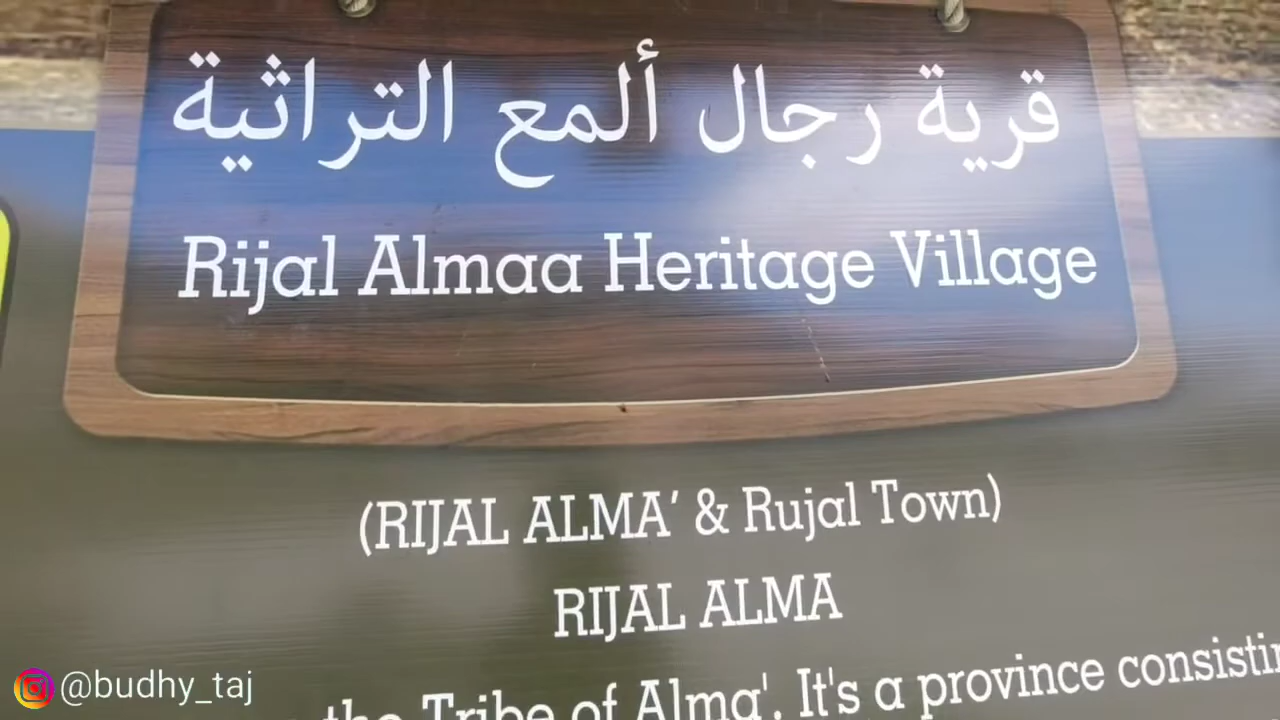 قرية رجال ألمع التراثية
Rijal Almaa Heritage Village
(RIJAL ALMA' & Rujal Town)
RIJAL ALMA
the Tribe of Alma'. It's a province
@budhy_taj